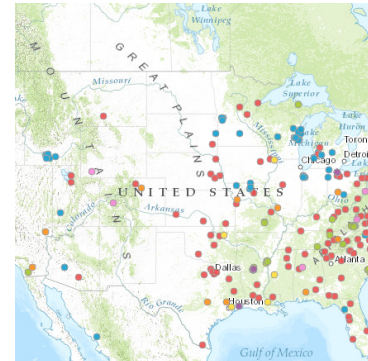 Lake
Winnipeg
MOUNTAINS
GREAT PLAINS
Missouri
Lake
Superior
Mississippi
Lake
Huron
Lake
Michigan
Toron
Detroi
Chicago
UNITED STATES
Ohio
Colorado
Arkansas
Atlanta
Dallas
Houston
Rio Grande
Gulf of Mexico